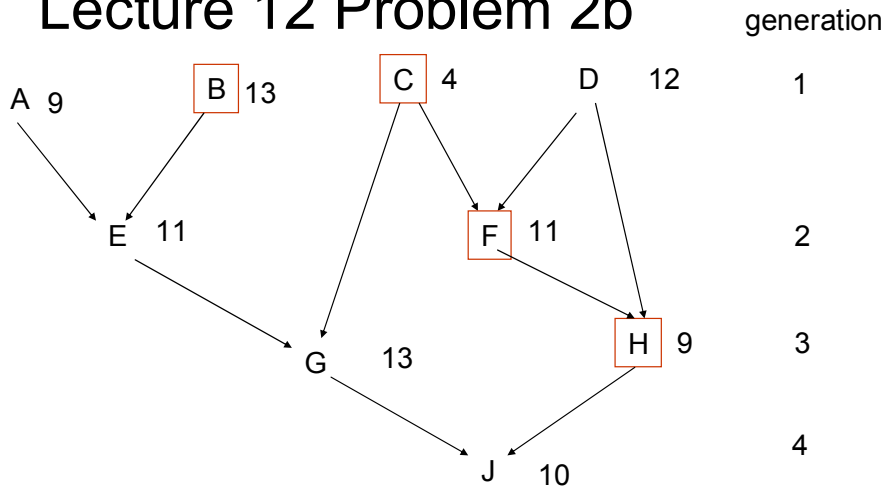 Lecture 12 Problem 2b
generation
A 9 B 13 C 4 D 12 1
E 11 F 11 2
G 13 H 9 3
J 10 4